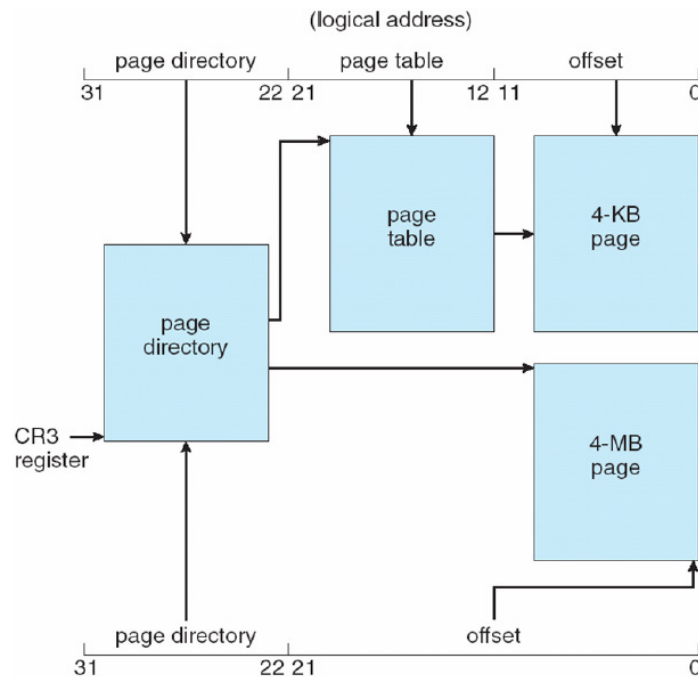 (logical address)
page directory page table offset
31 22 21 12 11 0
page
table
4-KB
page
page
directory
CR3
register
4-MB
page
page directory offset
31 22 21 0